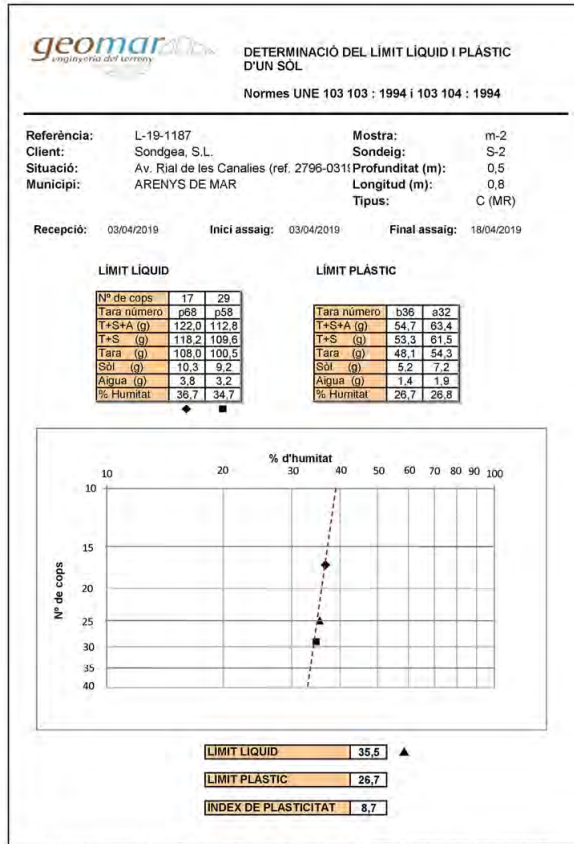 geomar
enginyeria del terreny
DETERMINACIÓ DEL LÍMIT LÍQUID I PLÀSTIC
D'UN SÒL
Normes UNE 103 103 : 1994 i 103 104 : 1994
Referència: L-19-1187 Mostra: m-2
Client: Sondgea, S.L. Sondeig: S-2
Situació: Av. Rial de les Canalies (ref. 2796-0319 Profunditat (m): 0,5
Municipi: ARENYS DE MAR Longitud (m): 0,8
Tipus: C (MR)
Recepció: 03/04/2019 Inici assaig: 03/04/2019 Final assaig: 18/04/2019
LÍMIT LÍQUID LÍMIT PLÀSTIC
Nº de cops 17 29
Tara número p68 p58 Tara número b36 a32
T+S+A (g) 122,0 112,8 T+S+A (g) 54,7 63,4
T+S (g) 118,2 109,6 T+S (g) 53,3 61,5
Tara (g) 108,0 100,5 Tara (g) 48,1 54,3
Sòl (g) 10,3 9,2 Sòl (g) 5,2 7,2
Aigua (g) 3,8 3,2 Aigua (g) 1,4 1,9
% Humitat 36,7 34,7 % Humitat 26,7 26,8
% d'humitat
10 20 30 40 50 60 70 80 90 100
Nº de cops
10
15
20
25
30
35
40
LÍMIT LIQUID 35,5
LÍMIT PLÀSTIC 26,7
INDEX DE PLASTICITAT 8,7